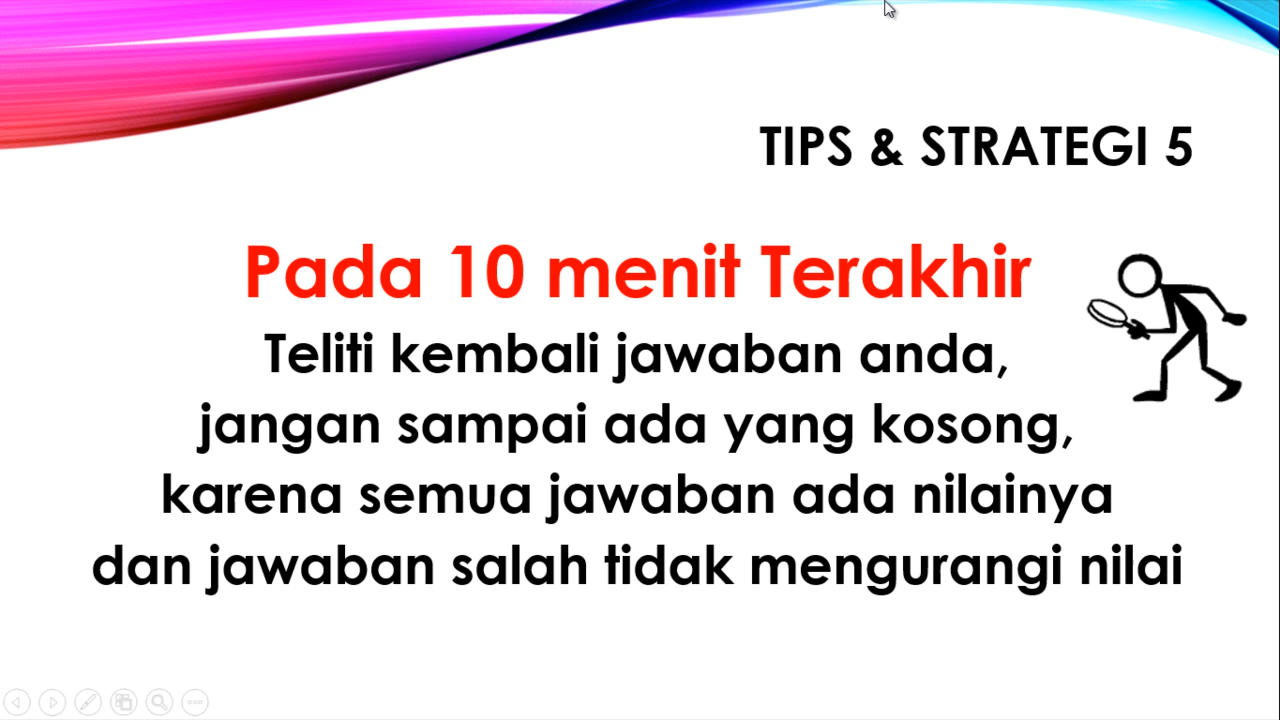 TIPS & STRATEGI 5
Pada 10 menit Terakhir
Teliti kembali jawaban anda,
jangan sampai ada yang kosong,
karena semua jawaban ada nilainya
dan jawaban salah tidak mengurangi nilai